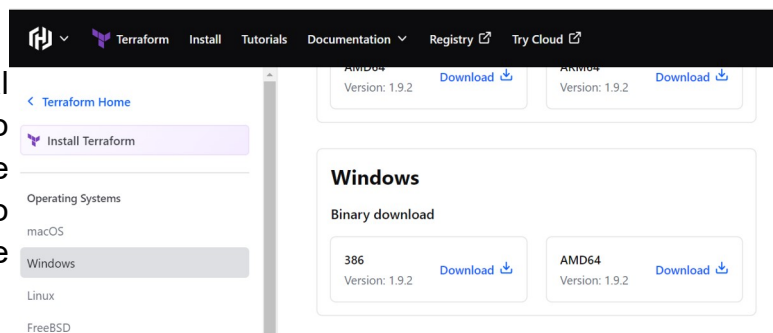 Terraform Install Tutorials Documentation Registry Try Cloud
AMD64 ARM64
Version: 1.9.2 Download Version: 1.9.2 Download
Terraform Home
Install Terraform
Operating Systems
macOS
Windows
Linux
FreeBSD
Windows
Binary download
386 AMD64
Version: 1.9.2 Download Version: 1.9.2 Download